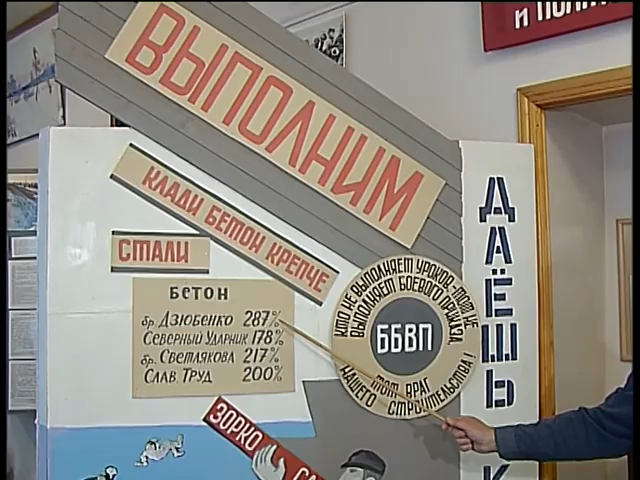 ВЫПОЛНИМ
КЛАДИ БЕТОН КРЕПЧЕ
СТАЛИ
БЕТОН
бр. ДЗЮБЕНКО 287%
СЕВЕРНЫЙ УДАРНИК 178%
бр. СВЕТЛЯКОВА 217%
СЛАВ. ТРУД 200%
КТО НЕ ВЫПОЛНЯЕТ УРОКОВ - ТОТ НЕ
ВЫПОЛНЯЕТ БОЕВОГО ПРИКАЗА
ББВП
ТОТ ВРАГ
НАШЕГО СТРОИТЕЛЬСТВА!
ДАЁШЬ
К
ЗОРКО
И